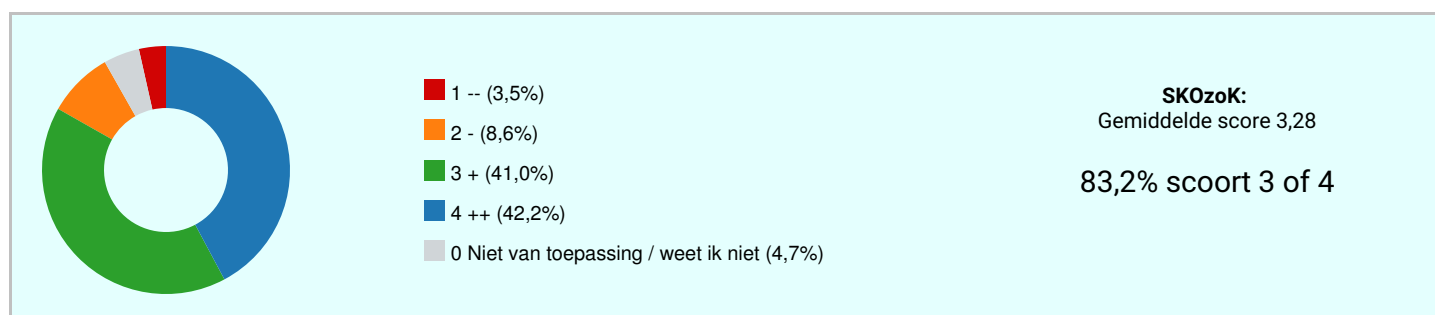 1 -- (3,5%)
2 - (8,6%)
3 + (41,0%)
4 ++ (42,2%)
0 Niet van toepassing / weet ik niet (4,7%)
SKOzoK:
Gemiddelde score 3,28
83,2% scoort 3 of 4